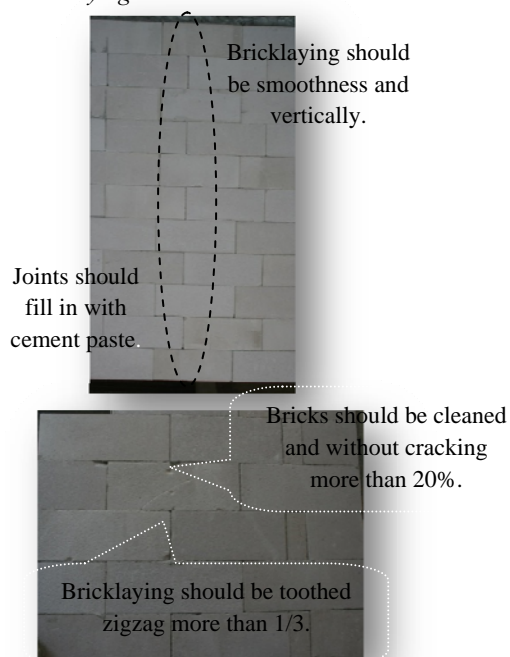 Bricklaying should
be smoothness and
vertically.
Joints should
fill in with
cement paste.
Bricks should be cleaned
and without cracking
more than 20%.
Bricklaying should be toothed
zigzag more than 1/3.